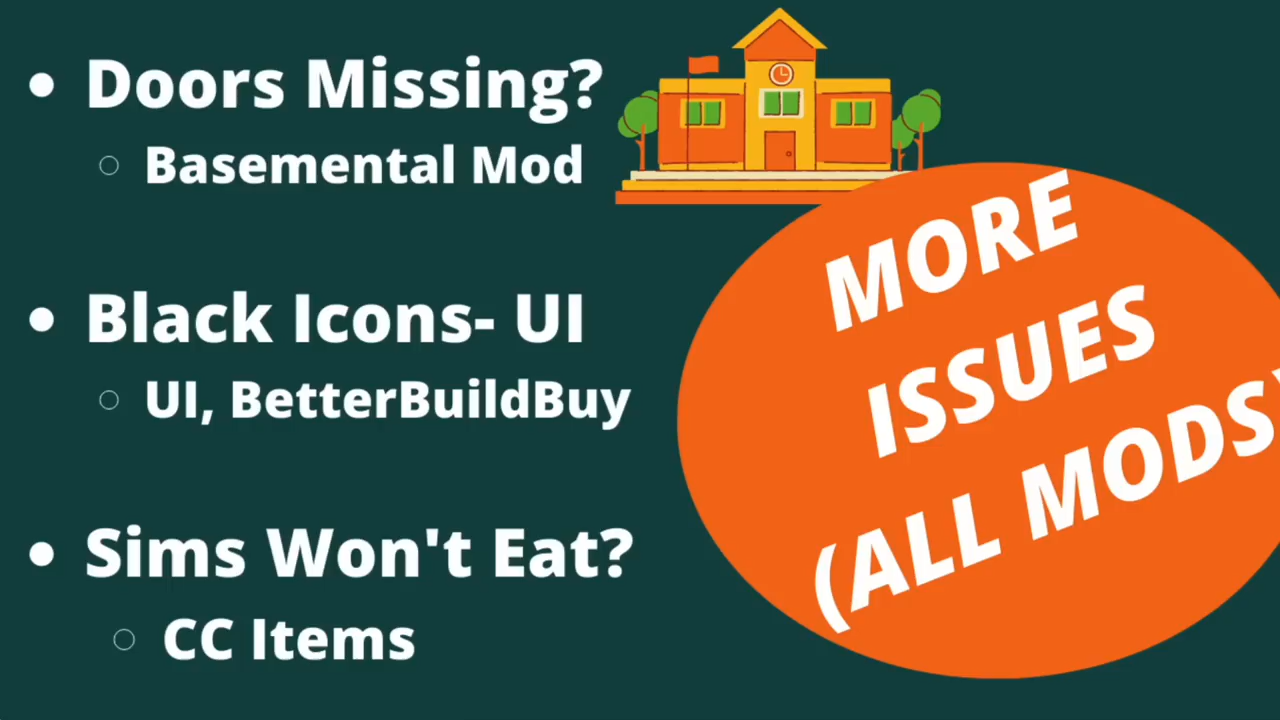 • Doors Missing?
○ Basemental Mod
• Black Icons- UI
○ UI, BetterBuildBuy
• Sims Won't Eat?
○ CC Items
MORE
ISSUES
(ALL MODS)